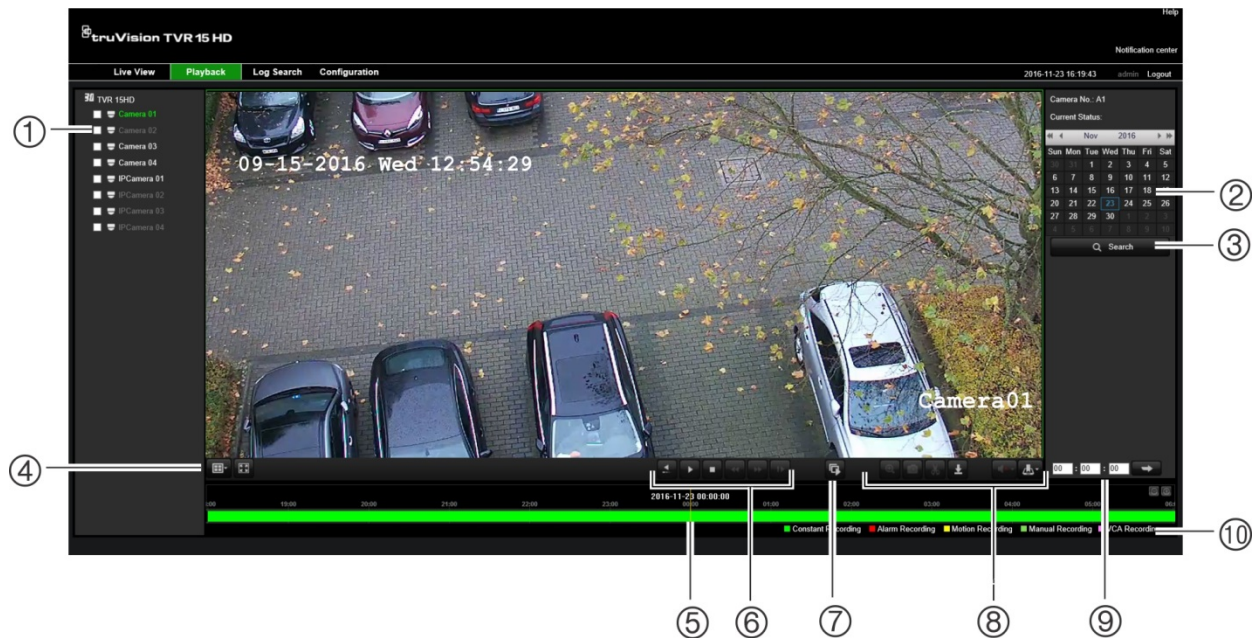 Help
truVision TVR 15 HD
Notification center
Live View Playback Log Search Configuration 2016-11-23 16:19:43 admin Logout
TVR 15HD
Camera 01
Camera 02
Camera 03
Camera 04
IPCamera 01
IPCamera 02
IPCamera 03
IPCamera 04
①
09-15-2016 Wed 12:54:29
Camera01
Camera No.: A1
Current Status:
Nov 2016
Sun Mon Tue Wed Thu Fri Sat
30 31 1 2 3 4 5
6 7 8 9 10 11 12
13 14 15 16 17 18
20 21 22 23 24 25 26
27 28 29 30 1 2 3
4 5 6 7 8 9 10
②
Search
③
④
00 : 00 : 00
2016-11-23 00:00:00
:00 19:00 20:00 21:00 22:00 23:00 00:00 01:00 02:00 03:00 04:00 05:00 06:
Constant Recording Alarm Recording Motion Recording Manual Recording VCA Recording
⑩
⑤ ⑥ ⑦ ⑧ ⑨